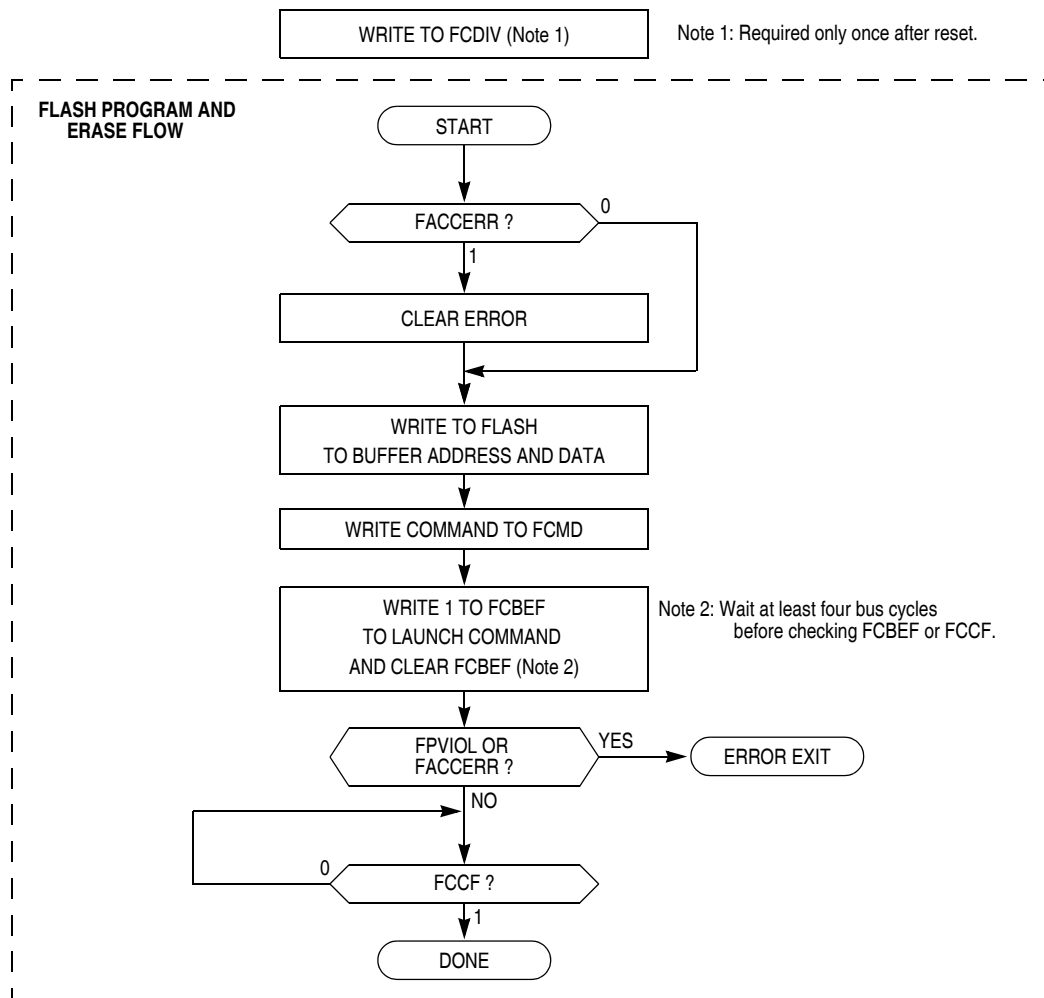 WRITE TO FCDIV (Note 1)
Note 1: Required only once after reset.
FLASH PROGRAM AND
ERASE FLOW
START
FACCERR ?
0
1
CLEAR ERROR
WRITE TO FLASH
TO BUFFER ADDRESS AND DATA
WRITE COMMAND TO FCMD
WRITE 1 TO FCBEF
TO LAUNCH COMMAND
AND CLEAR FCBEF (Note 2)
Note 2: Wait at least four bus cycles
before checking FCBEF or FCCF.
FPVIOL OR
FACCERR ?
YES
ERROR EXIT
NO
0
FCCF ?
1
DONE